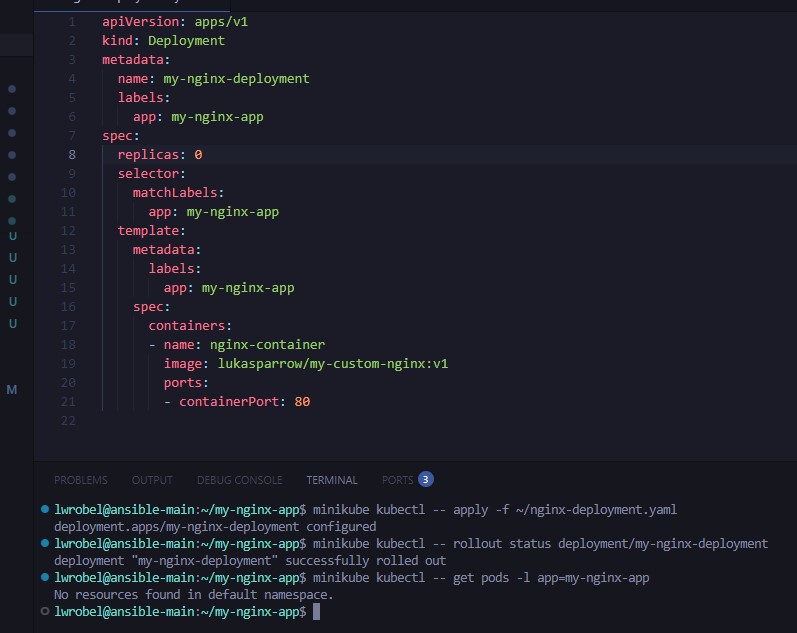 1 apiVersion: apps/v1
2 kind: Deployment
3 metadata:
4   name: my-nginx-deployment
5   labels:
6     app: my-nginx-app
7 spec:
8   replicas: 0
9   selector:
10     matchLabels:
11       app: my-nginx-app
12   template:
13     metadata:
14       labels:
15         app: my-nginx-app
16     spec:
17       containers:
18       - name: nginx-container
19         image: lukasparrow/my-custom-nginx:v1
20         ports:
21         - containerPort: 80
22
U
U
U
U
U
M
PROBLEMS OUTPUT DEBUG CONSOLE TERMINAL PORTS 3
lwrobel@ansible-main:~/my-nginx-app$ minikube kubectl -- apply -f ~/nginx-deployment.yaml
deployment.apps/my-nginx-deployment configured
lwrobel@ansible-main:~/my-nginx-app$ minikube kubectl -- rollout status deployment/my-nginx-deployment
deployment "my-nginx-deployment" successfully rolled out
lwrobel@ansible-main:~/my-nginx-app$ minikube kubectl -- get pods -l app=my-nginx-app
No resources found in default namespace.
lwrobel@ansible-main:~/my-nginx-app$